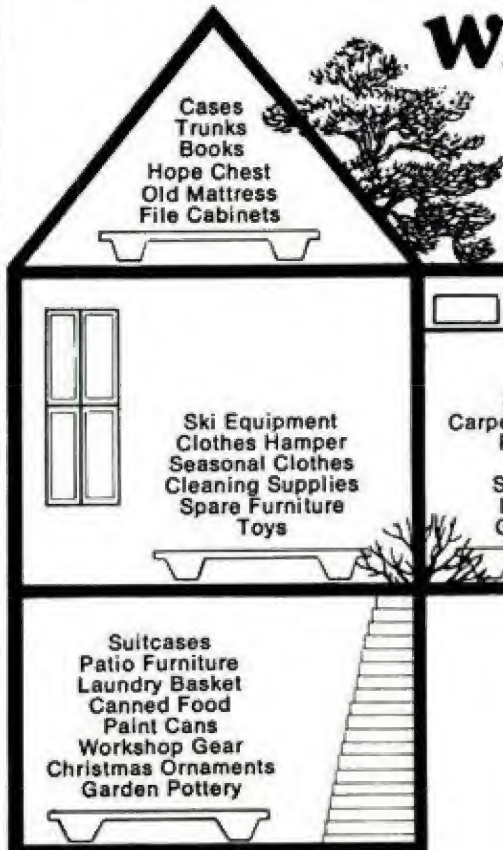 Cases
Trunks
Books
Hope Chest
Old Mattress
File Cabinets
Ski Equipment
Clothes Hamper
Seasonal Clothes
Cleaning Supplies
Spare Furniture
Toys
Suitcases
Patio Furniture
Laundry Basket
Canned Food
Paint Cans
Workshop Gear
Christmas Ornaments
Garden Pottery